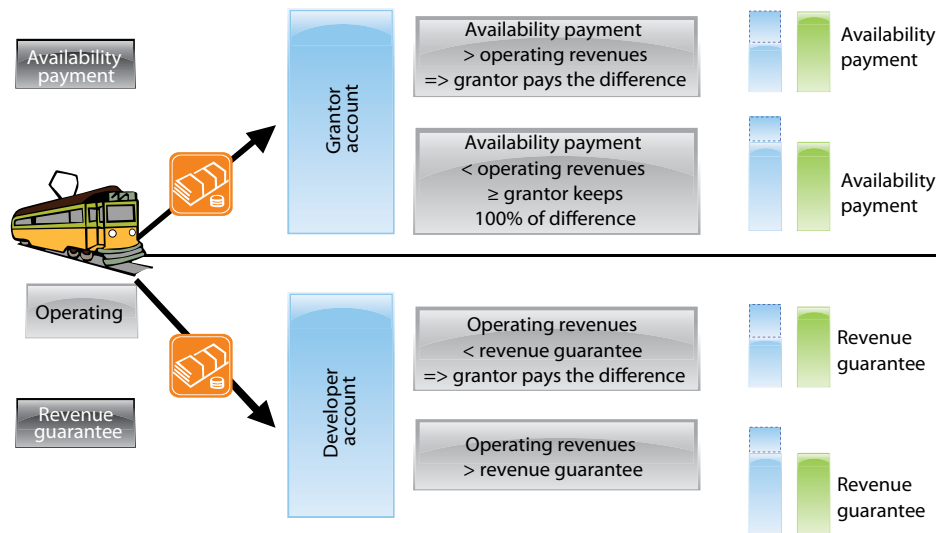 Availability
payment
Grantor
account
Availability payment
> operating revenues
=> grantor pays the difference
Availability
payment
Availability payment
< operating revenues
≥ grantor keeps
100% of difference
Availability
payment
Operating
Revenue
guarantee
Developer
account
Operating revenues
< revenue guarantee
=> grantor pays the difference
Revenue
guarantee
Operating revenues
> revenue guarantee
Revenue
guarantee